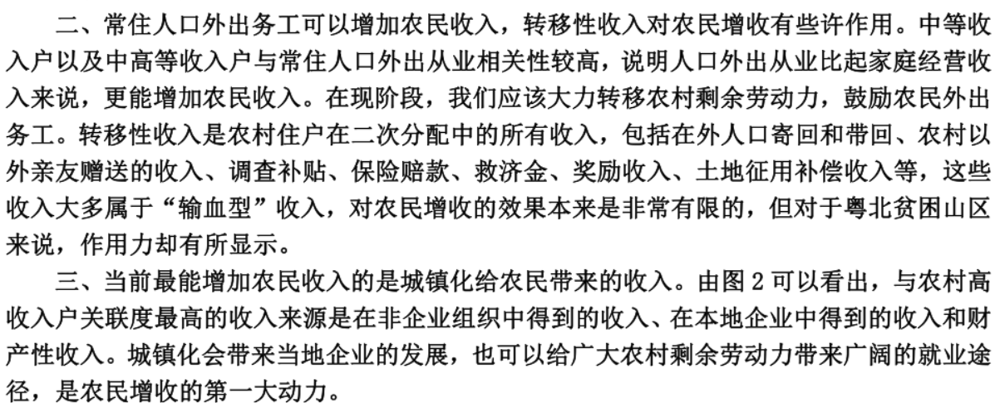 二、常住人口外出务工可以增加农民收入，转移性收入对农民增收有些许作用。中等收
入户以及中高等收入户与常住人口外出从业相关性较高，说明人口外出从业比起家庭经营收
入来说，更能增加农民收入。在现阶段，我们应该大力转移农村剩余劳动力，鼓励农民外出
务工。转移性收入是农村住户在二次分配中的所有收入，包括在外人口寄回和带回、农村以
外亲友赠送的收入、调查补贴、保险赔款、救济金、奖励收入、土地征用补偿收入等，这些
收入大多属于“输血型”收入，对农民增收的效果本来是非常有限的，但对于粤北贫困山区
来说，作用力却有所显示。
三、当前最能增加农民收入的是城镇化给农民带来的收入。由图 2 可以看出，与农村高
收入户关联度最高的收入来源是在非企业组织中得到的收入、在本地企业中得到的收入和财
产性收入。城镇化会带来当地企业的发展，也可以给广大农村剩余劳动力带来广阔的就业途
径，是农民增收的第一大动力。